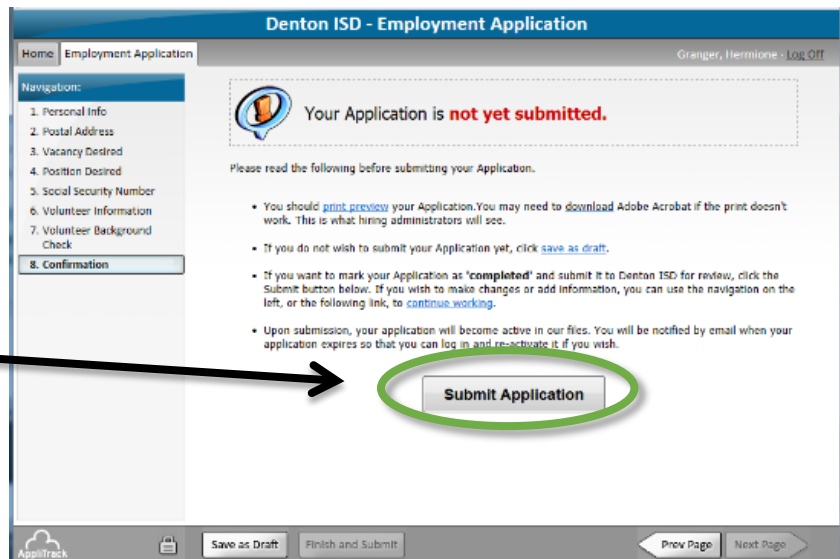 Denton ISD - Employment Application
Home
Employment Application
Granger, Hermione - Log Off
Navigation:
1. Personal Info
2. Postal Address
3. Vacancy Desired
4. Position Desired
5. Social Security Number
6. Volunteer Information
7. Volunteer Background
Check
8. Confirmation
Your Application is not yet submitted.
Please read the following before submitting your Application.
• You should print preview your Application.You may need to download Adobe Acrobat if the print doesn't
work. This is what hiring administrators will see.
• If you do not wish to submit your Application yet, click save as draft.
• If you want to mark your Application as 'completed' and submit it to Denton ISD for review, click the
Submit button below. If you wish to make changes or add information, you can use the navigation on the
left, or the following link, to continue working.
• Upon submission, your application will become active in our files. You will be notified by email when your
application expires so that you can log in and re-activate it if you wish.
Submit Application
AppliTrack
Save as Draft
Finish and Submit
Prev Page
Next Page